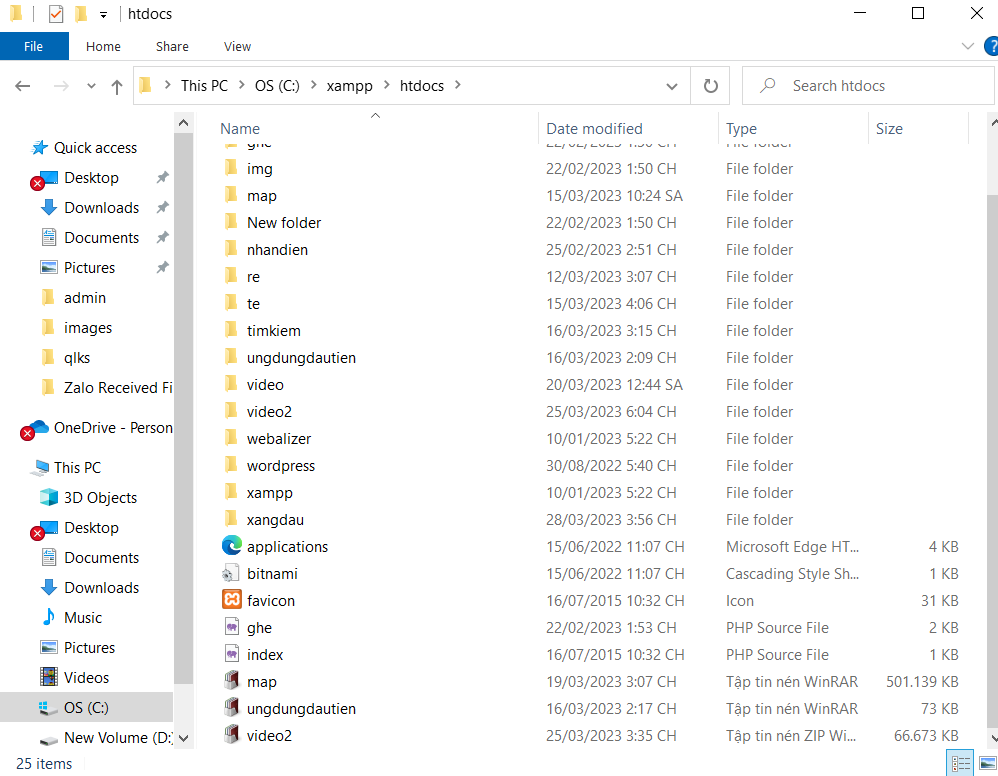 htdocs
File Home Share View
This PC OS (C:) xampp htdocs Search htdocs
Name Date modified Type Size
Quick access
Desktop
Downloads
Documents
Pictures
admin
images
qlks
Zalo Received Fi
OneDrive - Person
This PC
3D Objects
Desktop
Documents
Downloads
Music
Pictures
Videos
OS (C:)
New Volume (D:)
ghe 22/02/2023 1:50 CH File folder
img 22/02/2023 1:50 CH File folder
map 15/03/2023 10:24 SA File folder
New folder 22/02/2023 1:50 CH File folder
nhandien 25/02/2023 2:51 CH File folder
re 12/03/2023 3:07 CH File folder
te 15/03/2023 4:06 CH File folder
timkiem 16/03/2023 3:15 CH File folder
ungdungdautien 16/03/2023 2:09 CH File folder
video 20/03/2023 12:44 SA File folder
video2 25/03/2023 6:04 CH File folder
webalizer 10/01/2023 5:22 CH File folder
wordpress 30/08/2022 5:40 CH File folder
xampp 10/01/2023 5:22 CH File folder
xangdau 28/03/2023 3:56 CH File folder
applications 15/06/2022 11:07 CH Microsoft Edge HT... 4 KB
bitnami 15/06/2022 11:07 CH Cascading Style Sh... 1 KB
favicon 16/07/2015 10:32 CH Icon 31 KB
ghe 22/02/2023 1:53 CH PHP Source File 2 KB
index 16/07/2015 10:32 CH PHP Source File 1 KB
map 19/03/2023 3:07 CH Tập tin nén WinRAR 501.139 KB
ungdungdautien 16/03/2023 2:17 CH Tập tin nén WinRAR 73 KB
video2 25/03/2023 3:35 CH Tập tin nén ZIP Wi... 66.673 KB
25 items